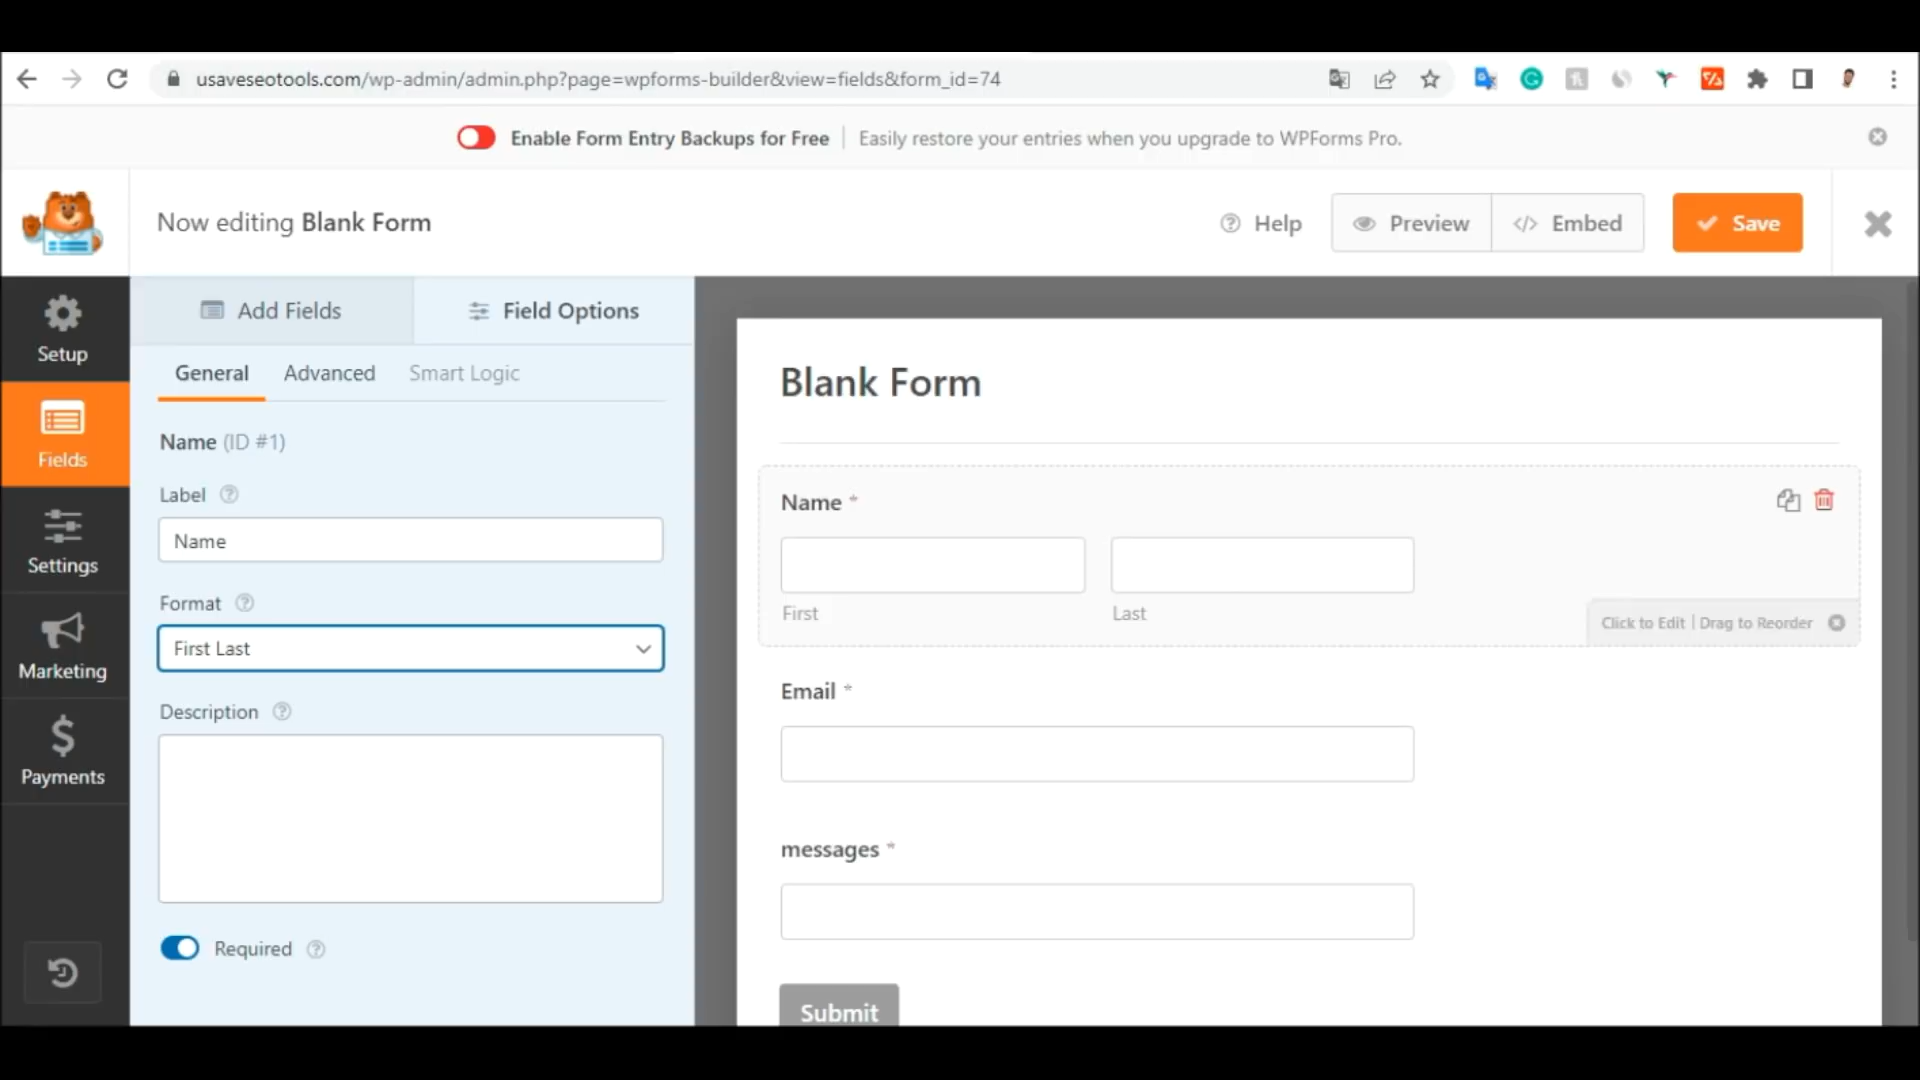 usaveseotools.com/wp-admin/admin.php?page=wpforms-builder&view=fields&form_id=74
Enable Form Entry Backups for Free | Easily restore your entries when you upgrade to WPForms Pro.
Now editing Blank Form
Help
Preview
</> Embed
Save
Setup
Fields
Settings
Marketing
Payments
Add Fields
Field Options
General
Advanced
Smart Logic
Name (ID #1)
Label
Name
Format
First Last
Description
Required
Blank Form
Name *
First
Last
Click to Edit | Drag to Reorder
Email *
messages *
Submit